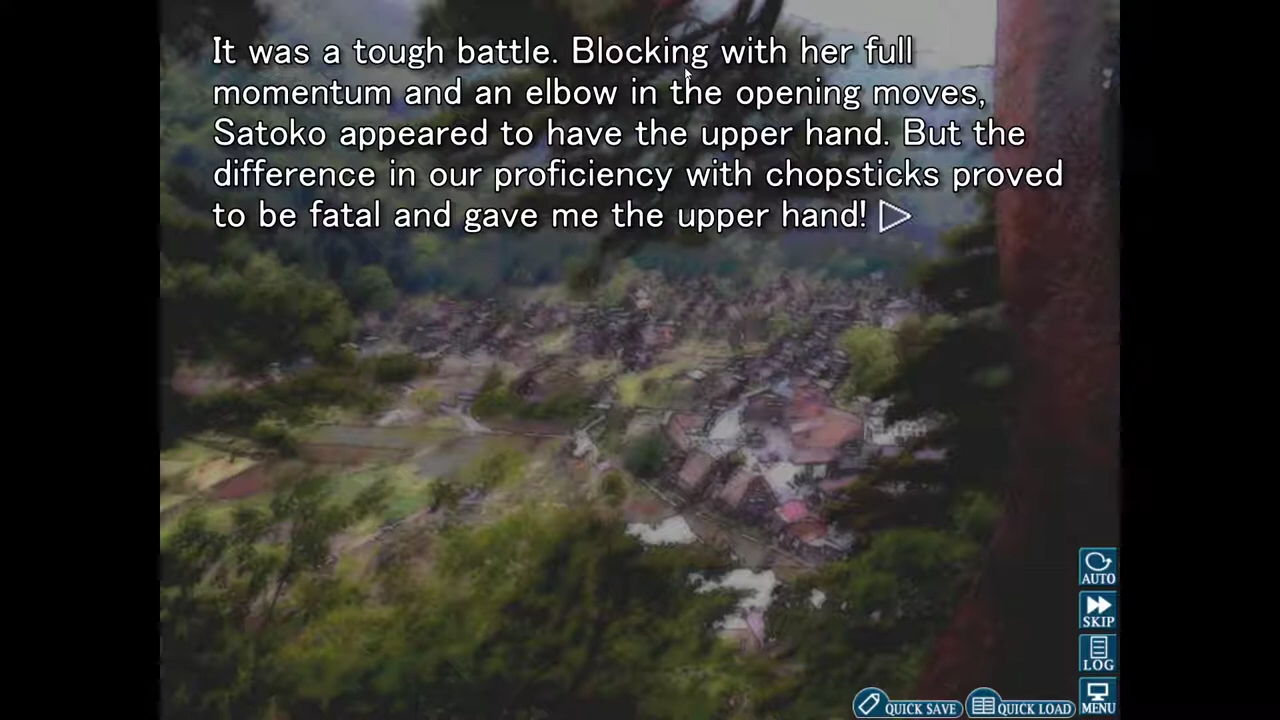 It was a tough battle. Blocking with her full
momentum and an elbow in the opening moves,
Satoko appeared to have the upper hand. But the
difference in our proficiency with chopsticks proved
to be fatal and gave me the upper hand!
AUTO
SKIP
LOG
MENU
QUICK SAVE
QUICK LOAD